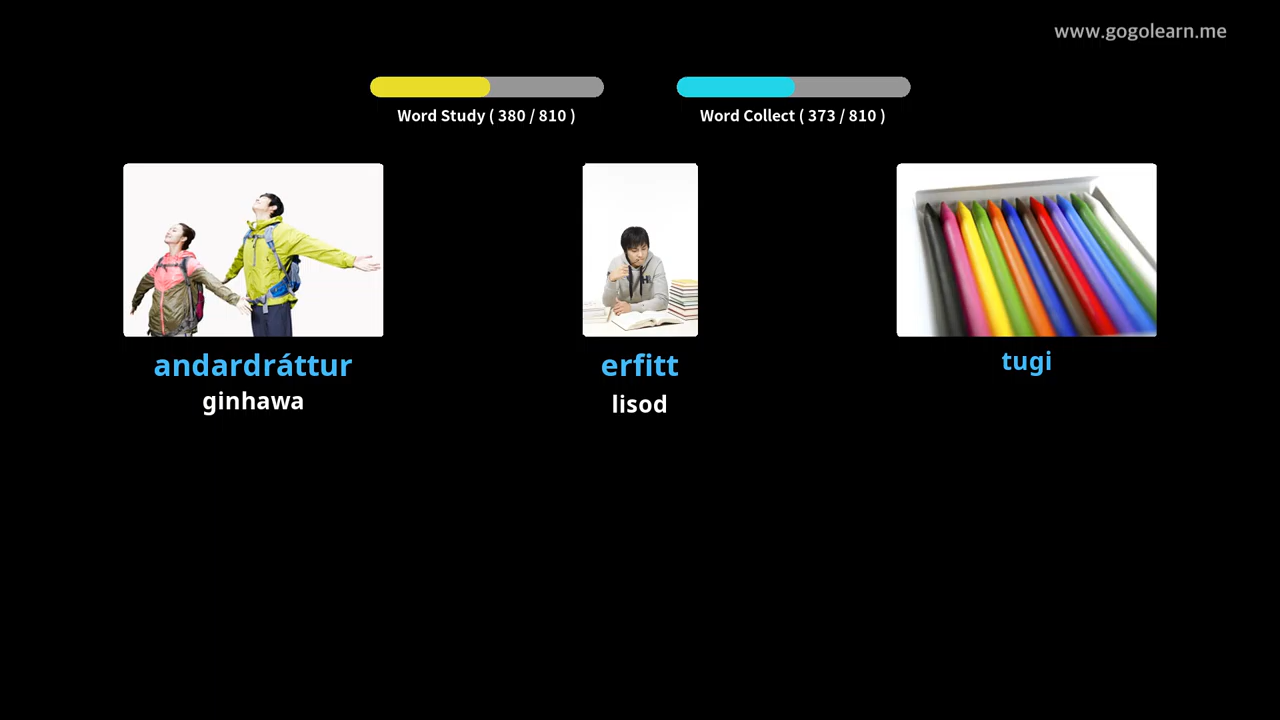 www.gogolearn.me
Word Study ( 380 / 810 )
Word Collect ( 373 / 810 )
andardráttur
ginhawa
erfitt
lisod
tugi